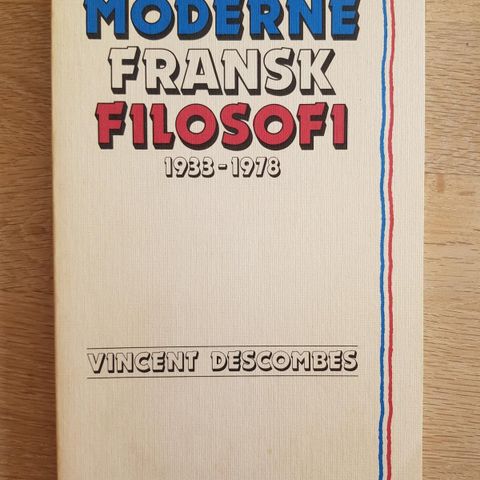 MODERNE
FRANSK
FILOSOFI
1933-1978
VINCENT DESCOMBES